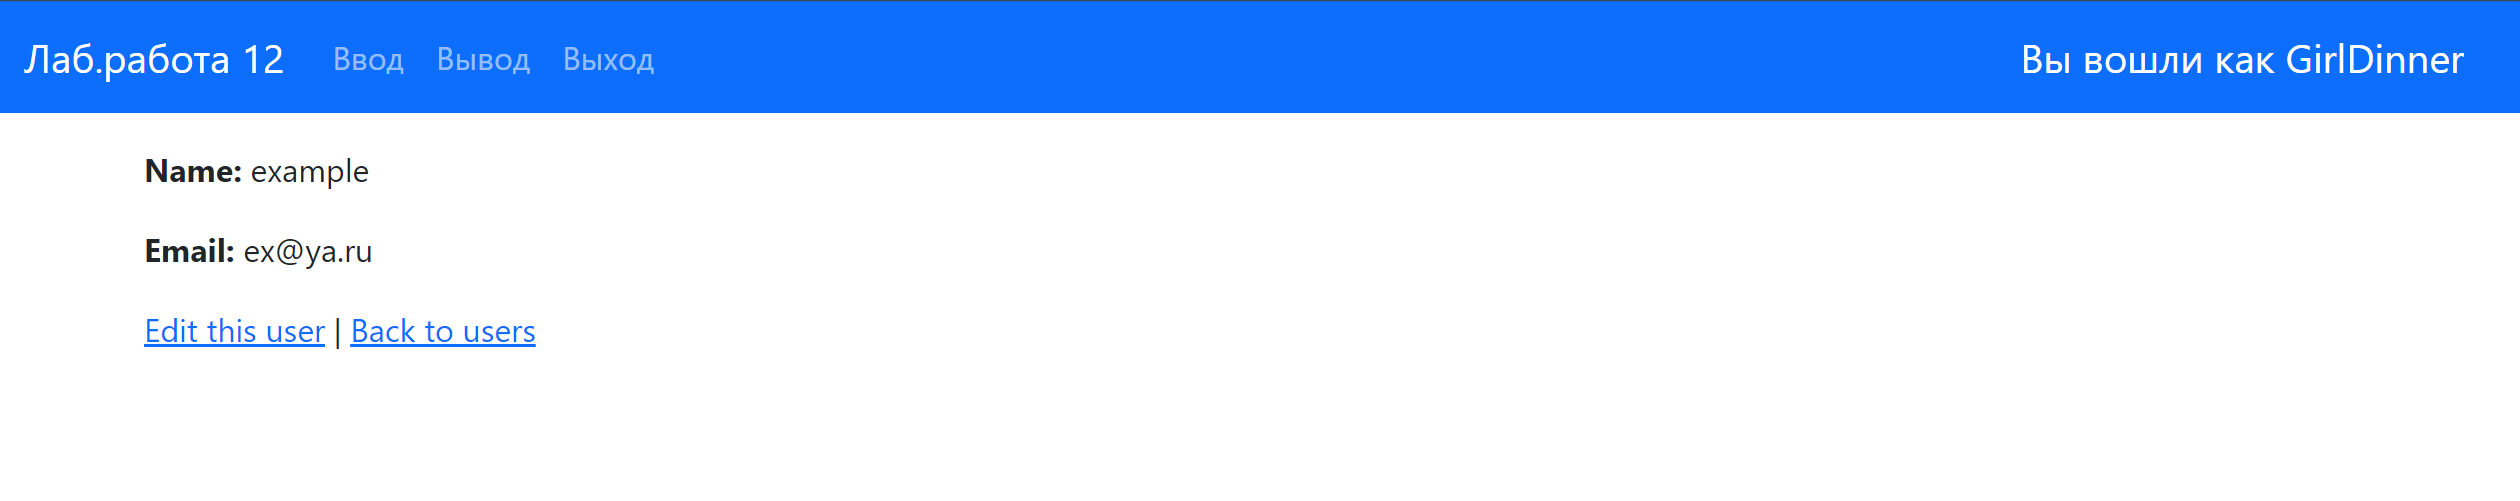 Лаб.работа 12 Ввод Вывод Выход Вы вошли как GirlDinner
Name: example
Email: ex@ya.ru
Edit this user | Back to users